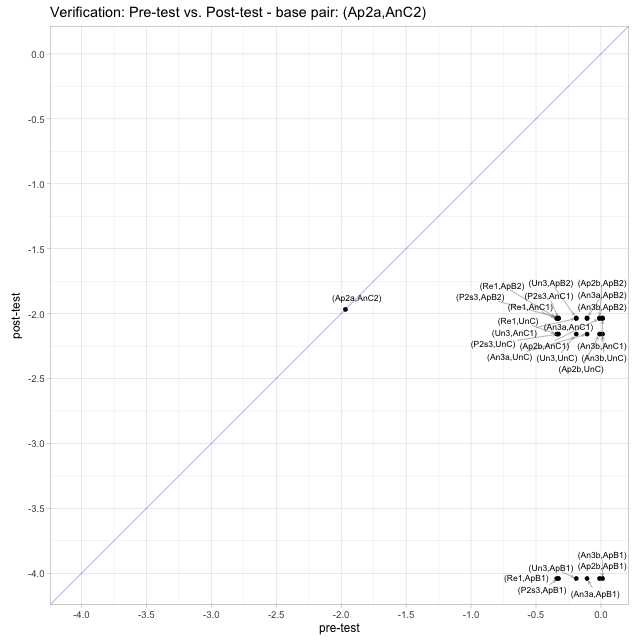 Verification: Pre-test vs. Post-test - base pair: (Ap2a,AnC2)
0.0
-0.5
-1.0
-1.5
-2.0
-2.5
-3.0
-3.5
-4.0
post-test
(Ap2a,AnC2)
(Re1,ApB2)
(Un3,ApB2)
(Ap2b,ApB2)
(P2s3,ApB2)
(P2s3,AnC1)
(An3a,ApB2)
(Re1,AnC1)
(An3b,ApB2)
(Re1,UnC)
(An3a,AnC1)
(Un3,AnC1)
(P2s3,UnC)
(Ap2b,AnC1)
(An3b,AnC1)
(An3a,UnC)
(Un3,UnC)
(An3b,UnC)
(Ap2b,UnC)
(An3b,ApB1)
(Un3,ApB1)
(Ap2b,ApB1)
(Re1,ApB1)
(P2s3,ApB1)
(An3a,ApB1)
-4.0 -3.5 -3.0 -2.5 -2.0 -1.5 -1.0 -0.5 0.0
pre-test